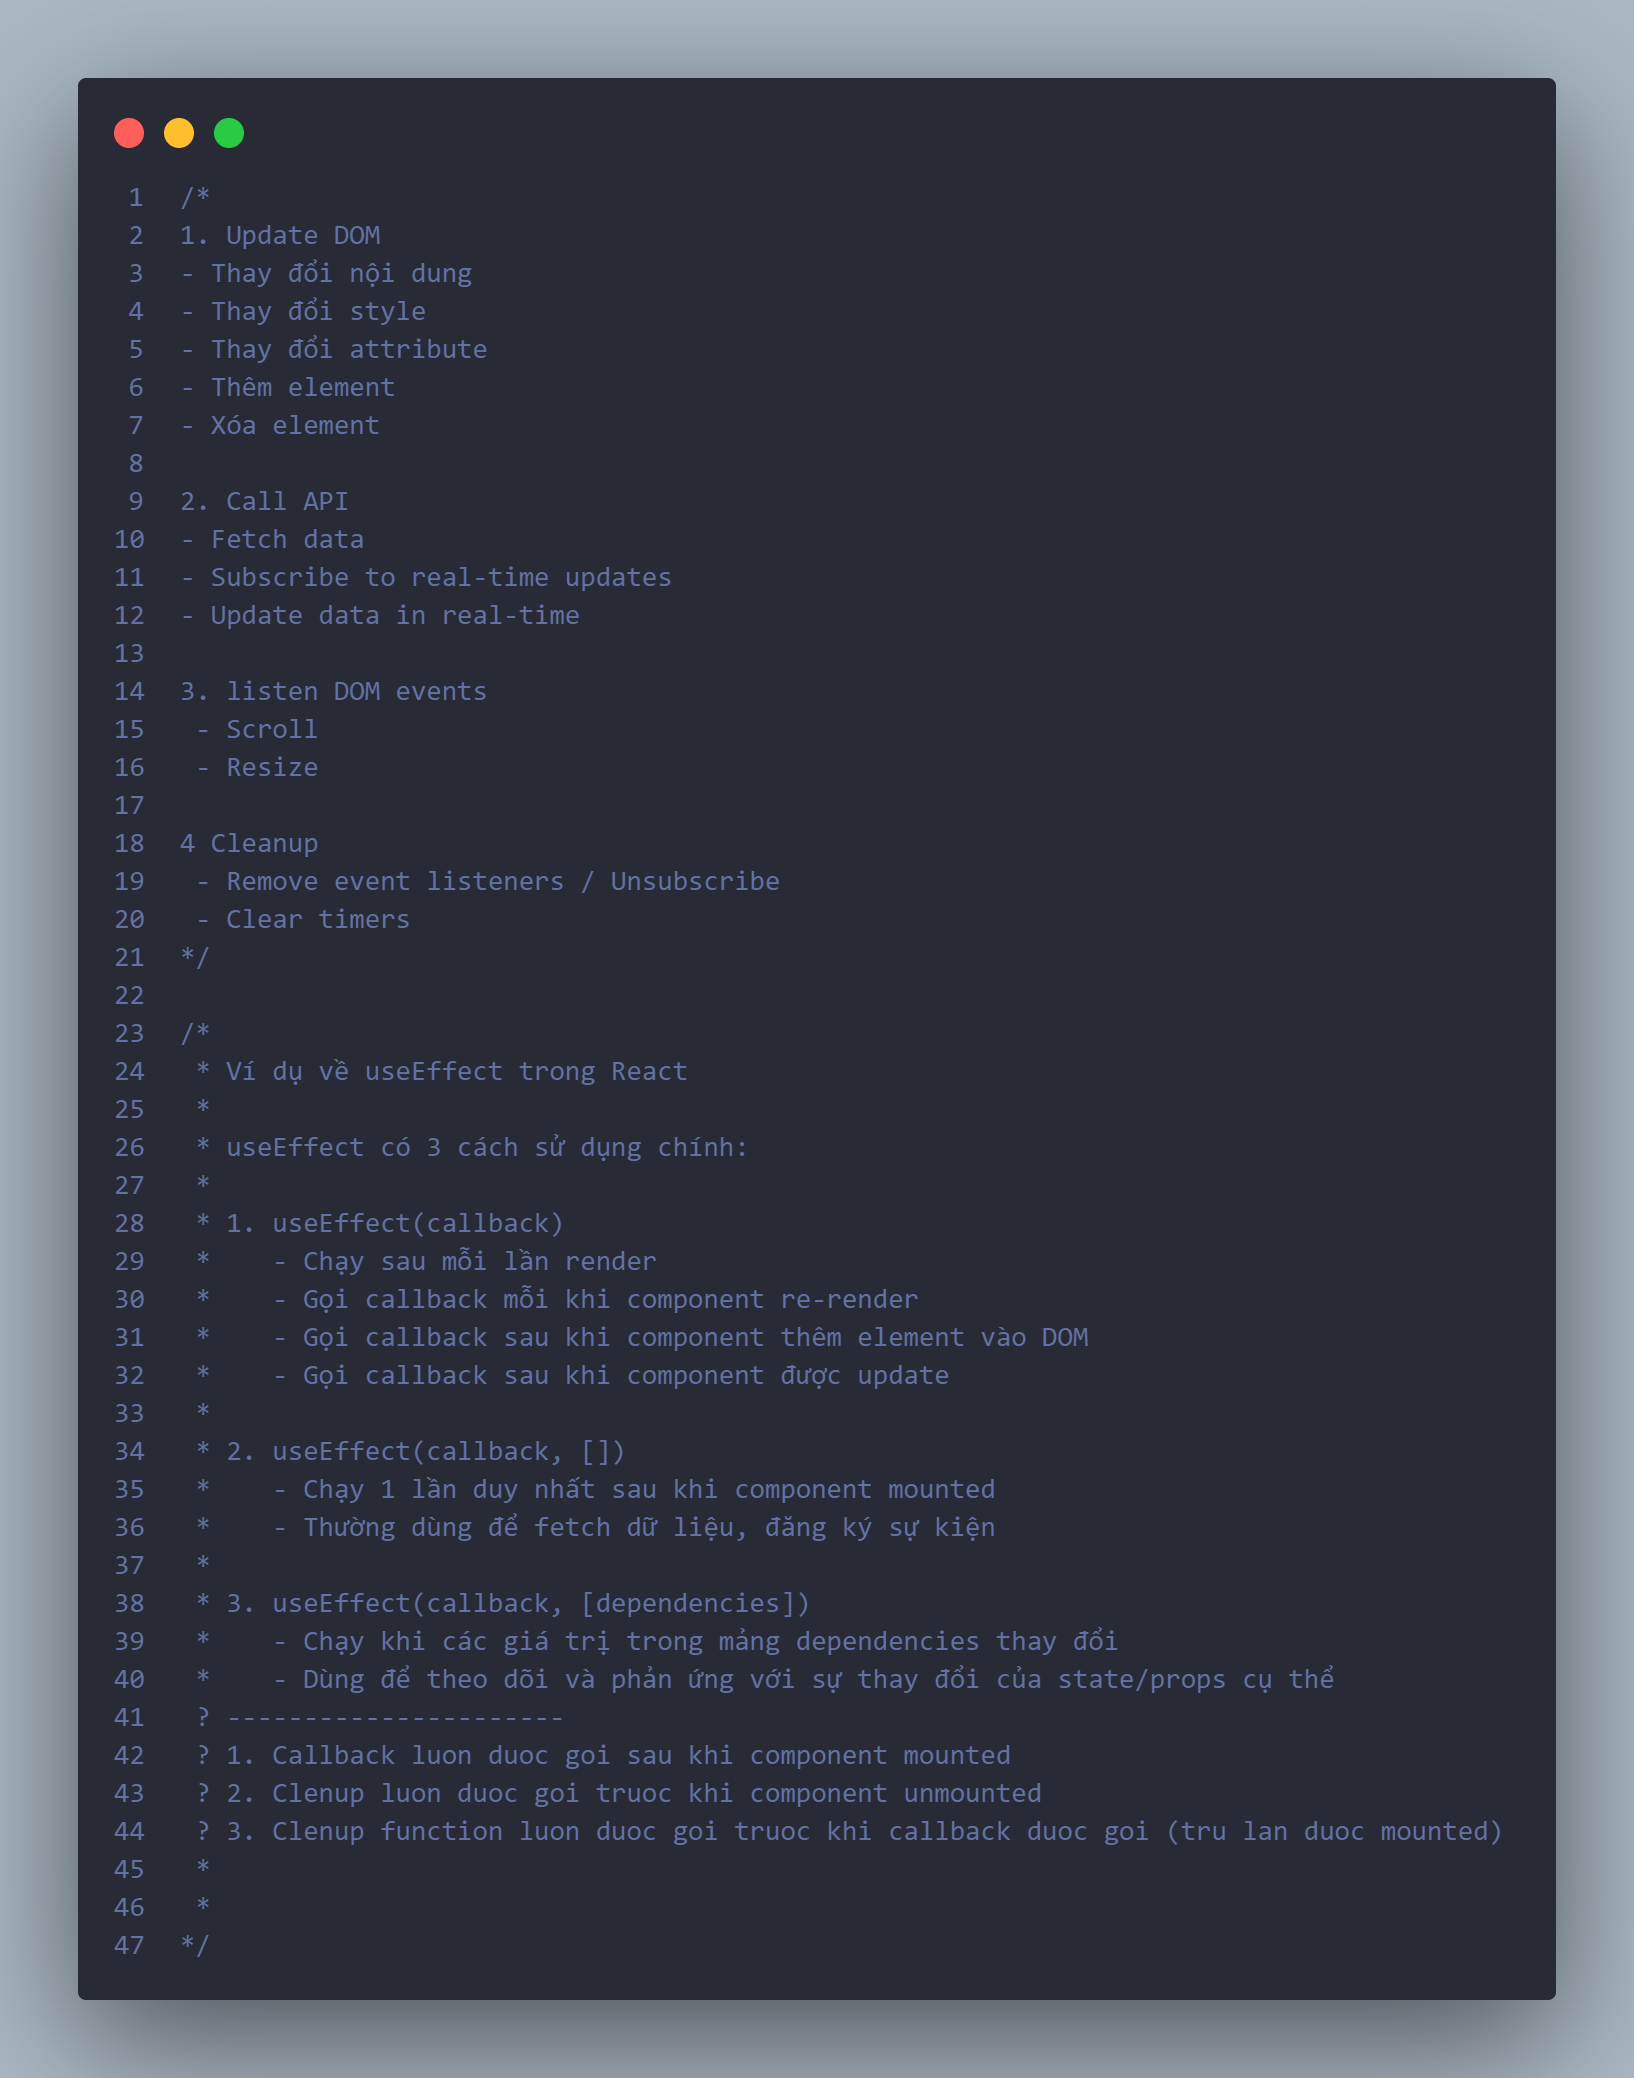 1 /*
2 1. Update DOM
3 - Thay đổi nội dung
4 - Thay đổi style
5 - Thay đổi attribute
6 - Thêm element
7 - Xóa element
8
9 2. Call API
10 - Fetch data
11 - Subscribe to real-time updates
12 - Update data in real-time
13
14 3. listen DOM events
15  - Scroll
16  - Resize
17
18 4 Cleanup
19  - Remove event listeners / Unsubscribe
20  - Clear timers
21 */
22
23 /*
24  * Ví dụ về useEffect trong React
25  *
26  * useEffect có 3 cách sử dụng chính:
27  *
28  * 1. useEffect(callback)
29  *    - Chạy sau mỗi lần render
30  *    - Gọi callback mỗi khi component re-render
31  *    - Gọi callback sau khi component thêm element vào DOM
32  *    - Gọi callback sau khi component được update
33  *
34  * 2. useEffect(callback, [])
35  *    - Chạy 1 lần duy nhất sau khi component mounted
36  *    - Thường dùng để fetch dữ liệu, đăng ký sự kiện
37  *
38  * 3. useEffect(callback, [dependencies])
39  *    - Chạy khi các giá trị trong mảng dependencies thay đổi
40  *    - Dùng để theo dõi và phản ứng với sự thay đổi của state/props cụ thể
41  ? ----------------------
42  ? 1. Callback luon duoc goi sau khi component mounted
43  ? 2. Clenup luon duoc goi truoc khi component unmounted
44  ? 3. Clenup function luon duoc goi truoc khi callback duoc goi (tru lan duoc mounted)
45  *
46  *
47 */